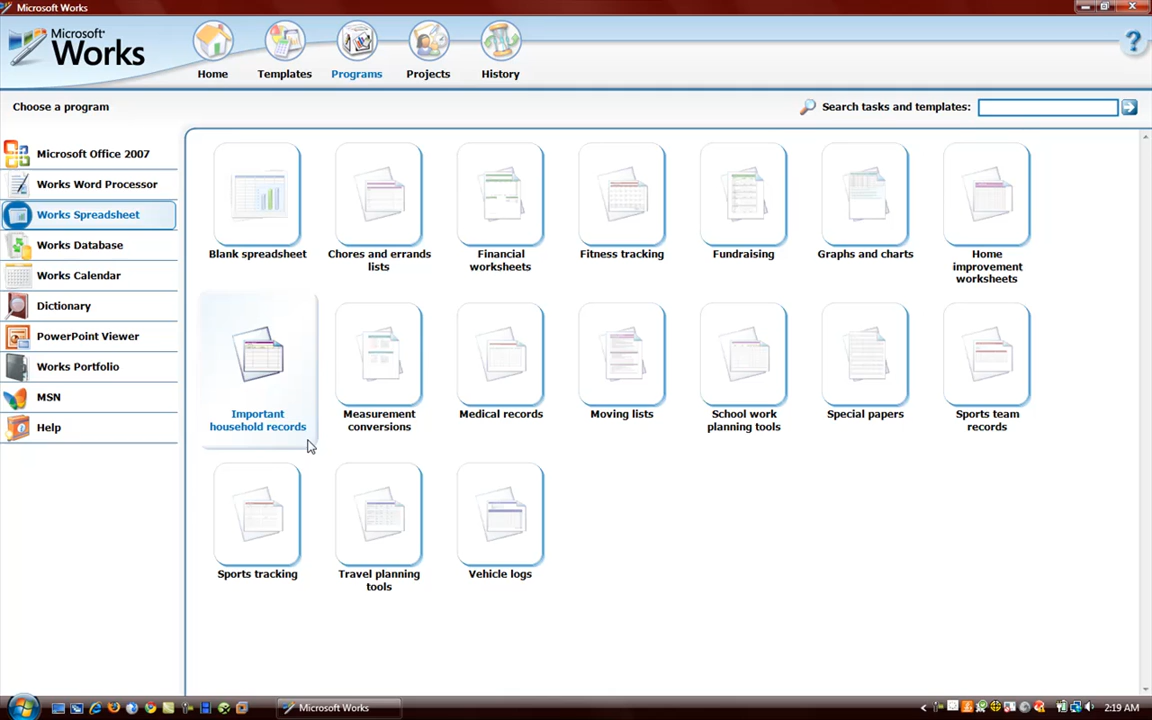 Microsoft Works
Microsoft®
Works
Home
Templates
Programs
Projects
History
?
Choose a program
Search tasks and templates:
Microsoft Office 2007
Works Word Processor
Works Spreadsheet
Works Database
Works Calendar
Dictionary
PowerPoint Viewer
Works Portfolio
MSN
Help
Blank spreadsheet
Chores and errands
lists
Financial
worksheets
Fitness tracking
Fundraising
Graphs and charts
Home
improvement
worksheets
Important
household records
Measurement
conversions
Medical records
Moving lists
School work
planning tools
Special papers
Sports team
records
Sports tracking
Travel planning
tools
Vehicle logs
Microsoft Works
2:19 AM